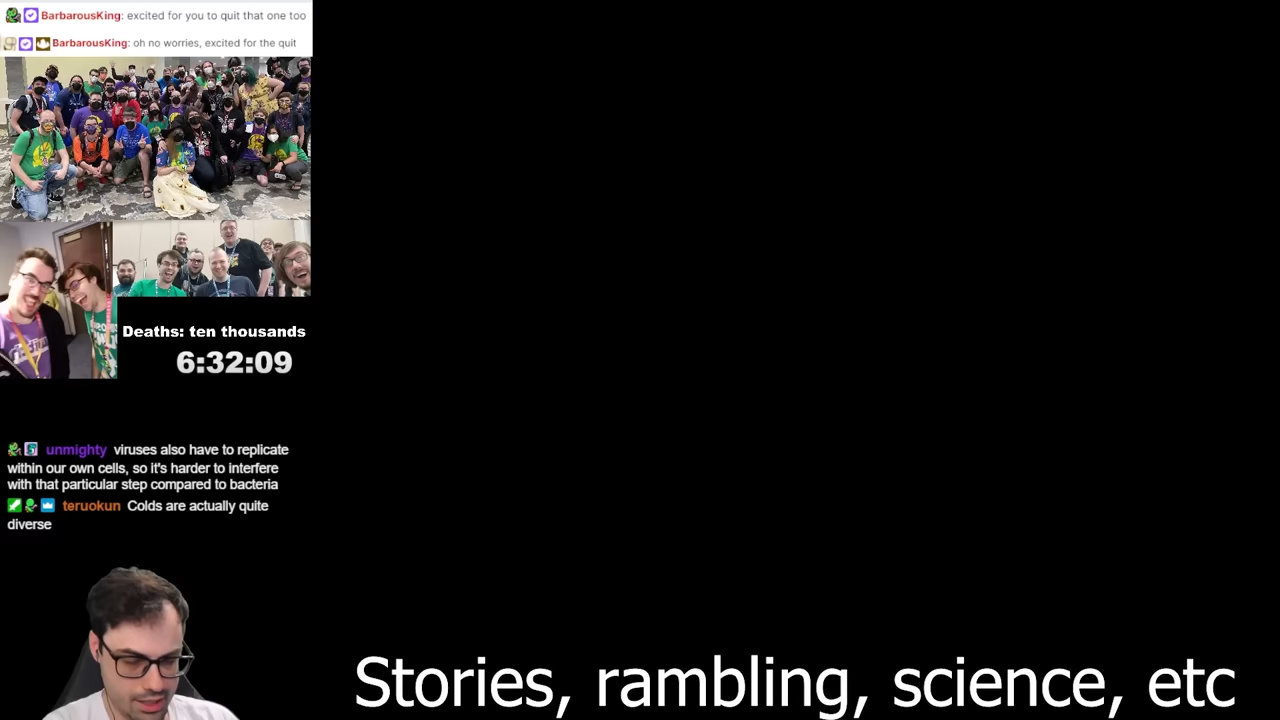 BarbarousKing: excited for you to quit that one too
BarbarousKing: oh no worries, excited for the quit
Deaths: ten thousands
6:32:09
unmighty viruses also have to replicate
within our own cells, so it's harder to interfere
with that particular step compared to bacteria
teruokun Colds are actually quite
diverse
Stories, rambling, science, etc